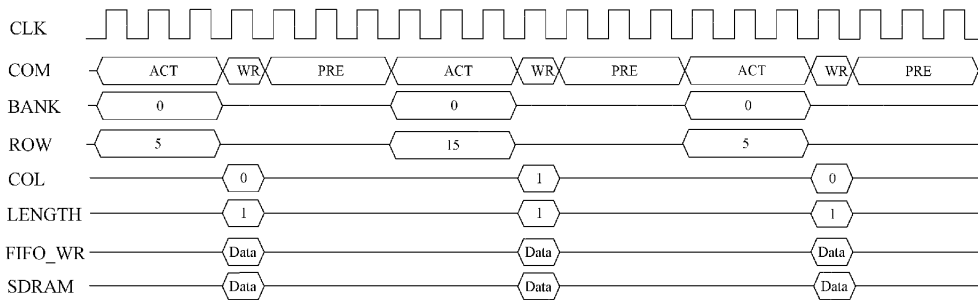 CLK
COM ACT WR PRE ACT WR PRE ACT WR PRE
BANK 0 0 0
ROW 5 15 5
COL 0 1 0
LENGTH 1 1 1
FIFO_WR Data Data Data
SDRAM Data Data Data